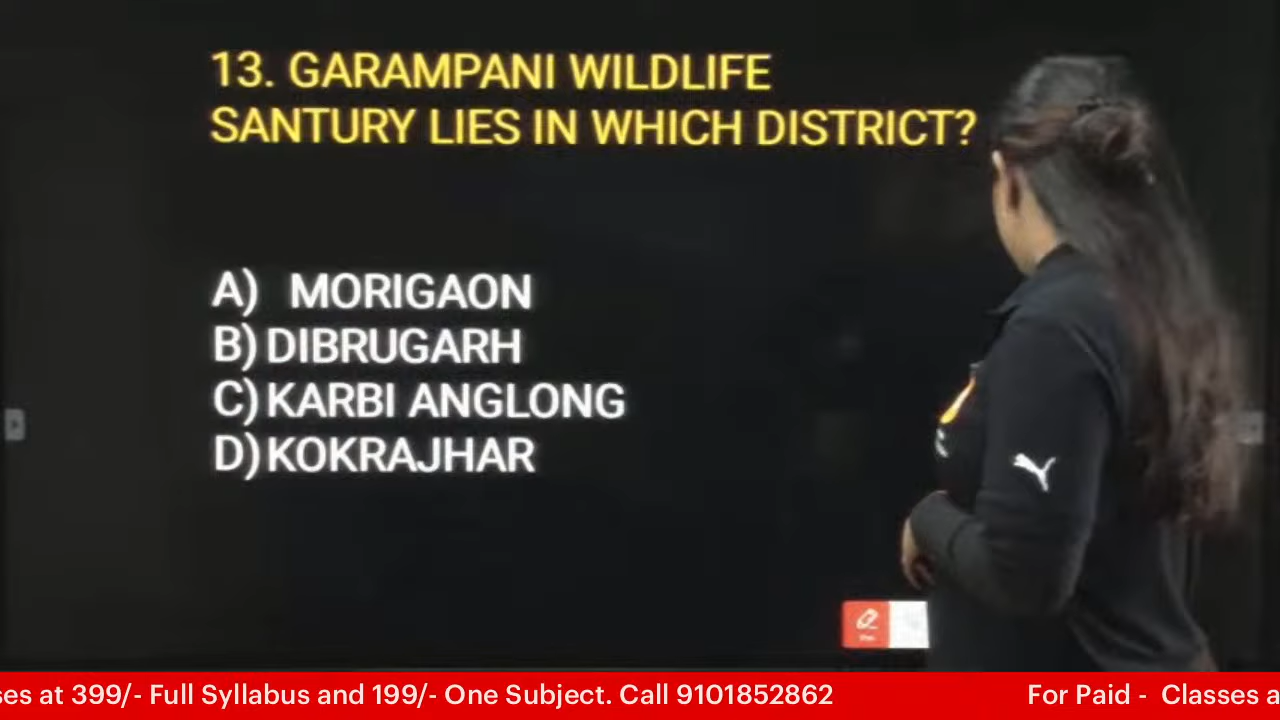 13. GARAMPANI WILDLIFE
SANTURY LIES IN WHICH DISTRICT?
A) MORIGAON
B) DIBRUGARH
C) KARBI ANGLONG
D) KOKRAJHAR
ses at 399/- Full Syllabus and 199/- One Subject. Call 9101852862 For Paid - Classes a